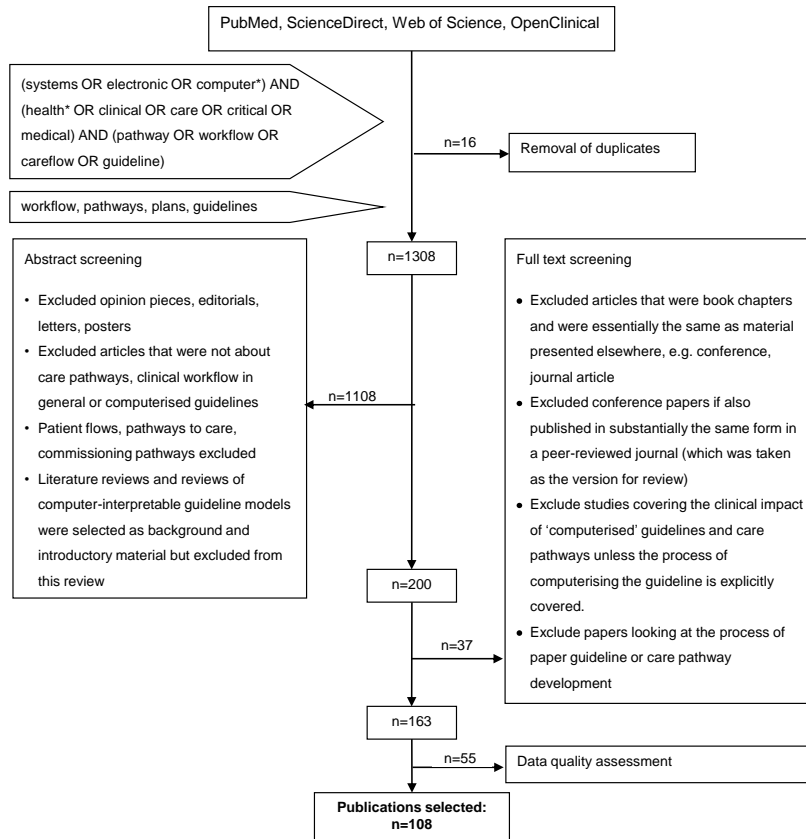 PubMed, ScienceDirect, Web of Science, OpenClinical
(systems OR electronic OR computer*) AND
(health* OR clinical OR care OR critical OR
medical) AND (pathway OR workflow OR
careflow OR guideline)
n=16
Removal of duplicates
workflow, pathways, plans, guidelines
n=1308
Abstract screening
• Excluded opinion pieces, editorials,
letters, posters
• Excluded articles that were not about
care pathways, clinical workflow in
general or computerised guidelines
• Patient flows, pathways to care,
commissioning pathways excluded
• Literature reviews and reviews of
computer-interpretable guideline models
were selected as background and
introductory material but excluded from
this review
n=1108
Full text screening
• Excluded articles that were book chapters
and were essentially the same as material
presented elsewhere, e.g. conference,
journal article
• Excluded conference papers if also
published in substantially the same form in
a peer-reviewed journal (which was taken
as the version for review)
• Exclude studies covering the clinical impact
of ‘computerised’ guidelines and care
pathways unless the process of
computerising the guideline is explicitly
covered.
• Exclude papers looking at the process of
paper guideline or care pathway
development
n=200
n=37
n=163
n=55
Data quality assessment
Publications selected:
n=108